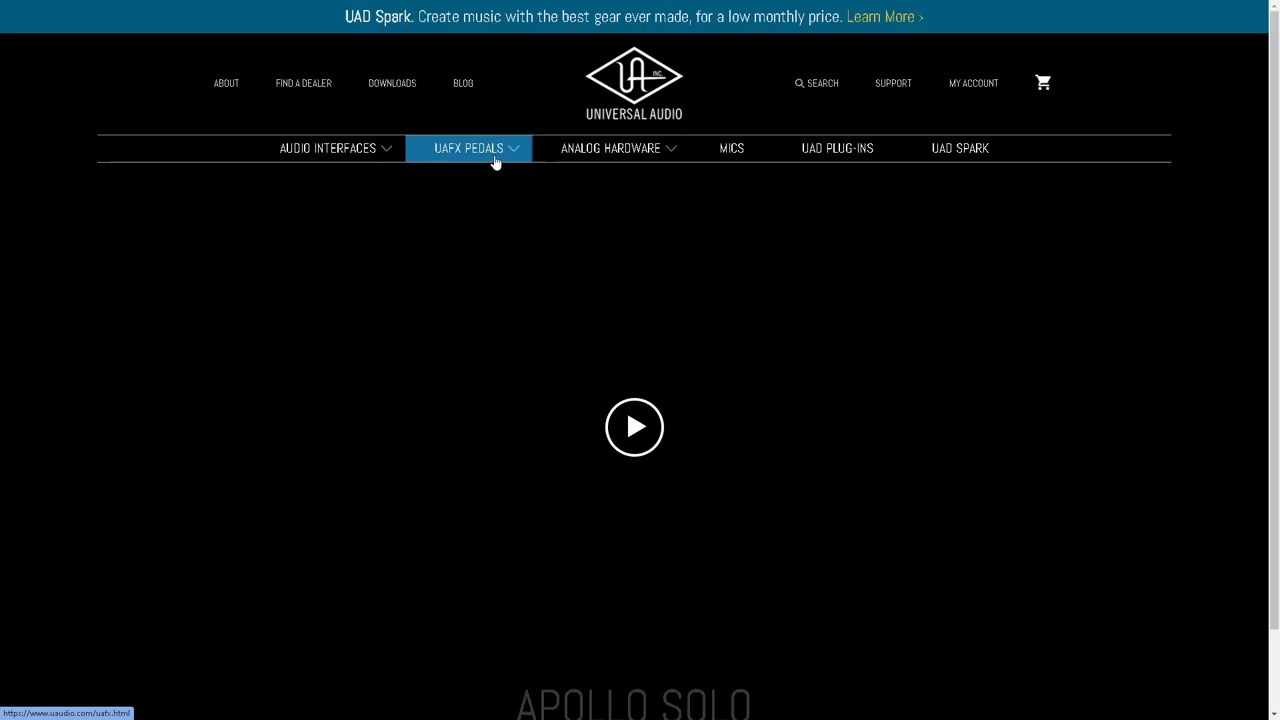 UAD Spark. Create music with the best gear ever made, for a low monthly price. Learn More ›
ABOUT
FIND A DEALER
DOWNLOADS
BLOG
UA INC.
UNIVERSAL AUDIO
SEARCH
SUPPORT
MY ACCOUNT
AUDIO INTERFACES
UAFX PEDALS
ANALOG HARDWARE
MICS
UAD PLUG-INS
UAD SPARK
APOLLO SOLO
https://www.uaudio.com/uafx.html